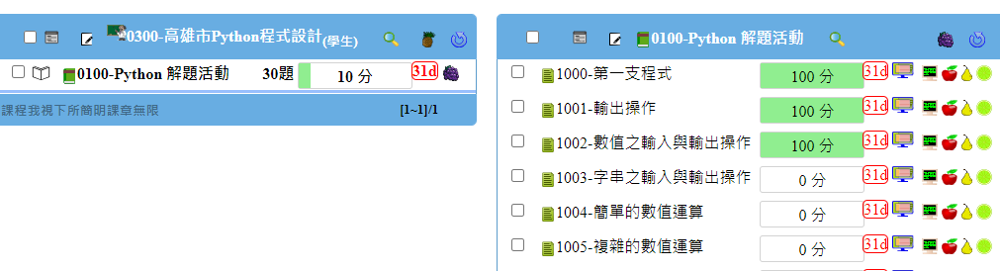 0300-高雄市Python程式設計(學生)
0100-Python 解題活動 30題 10 分 31d
課程我視下所簡明課章無限 [1~1]/1
0100-Python 解題活動
1000-第一支程式 100 分 31d
1001-輸出操作 100 分 31d
1002-數值之輸入與輸出操作 100 分 31d
1003-字串之輸入與輸出操作 0 分 31d
1004-簡單的數值運算 0 分 31d
1005-複雜的數值運算 0 分 31d